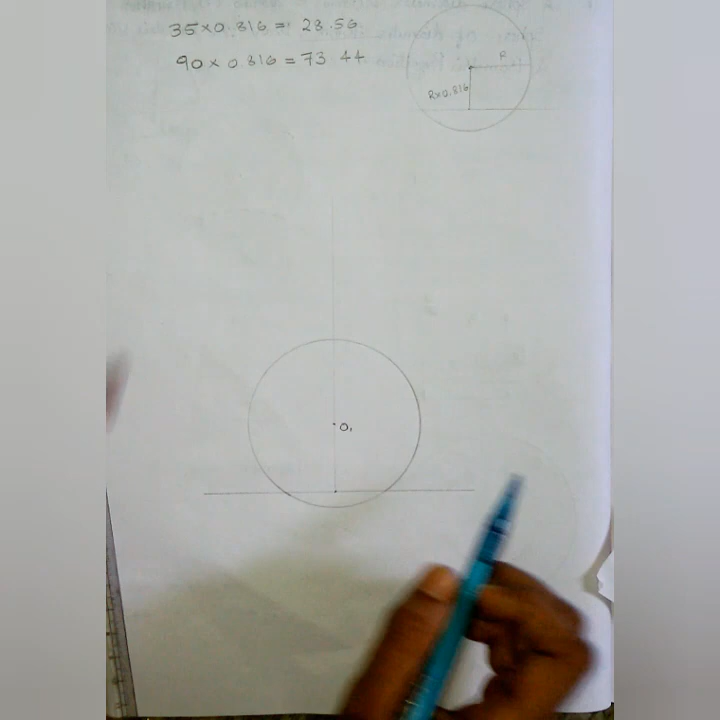 35×0.816 = 28.56
90×0.816 = 73.44
R
R×0.816
O₁